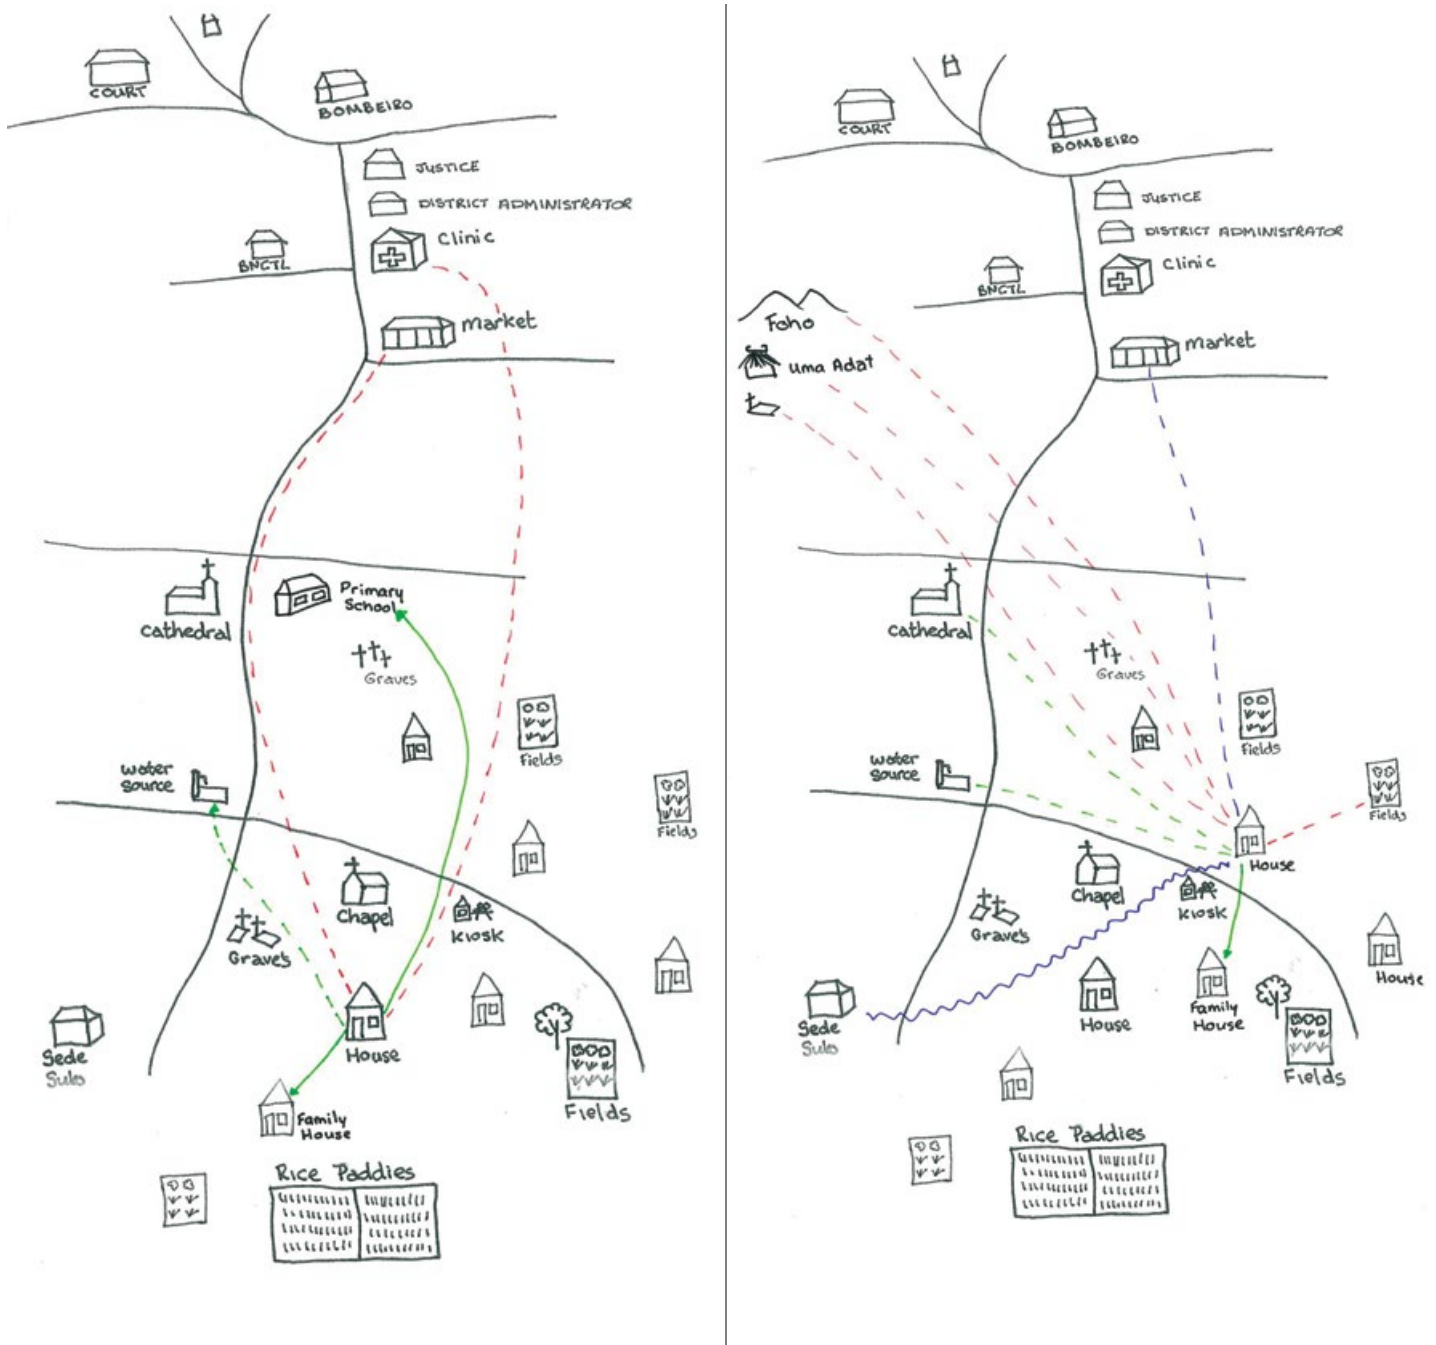 COURT
BOMBEIRO
JUSTICE
DISTRICT ADMINISTRATOR
Clinic
BNCTL
market
Primary
School
cathedral
Graves
Fields
water
source
Fields
Chapel
Kiosk
Graves
House
Sede
Suko
Family
House
Fields
Rice Paddies
COURT
BOMBEIRO
JUSTICE
DISTRICT ADMINISTRATOR
Clinic
BNCTL
Foho
market
uma Adat
cathedral
Graves
Fields
water
source
Fields
House
Chapel
Kiosk
Graves
House
Sede
Suko
House
Family
House
Fields
Rice Paddies